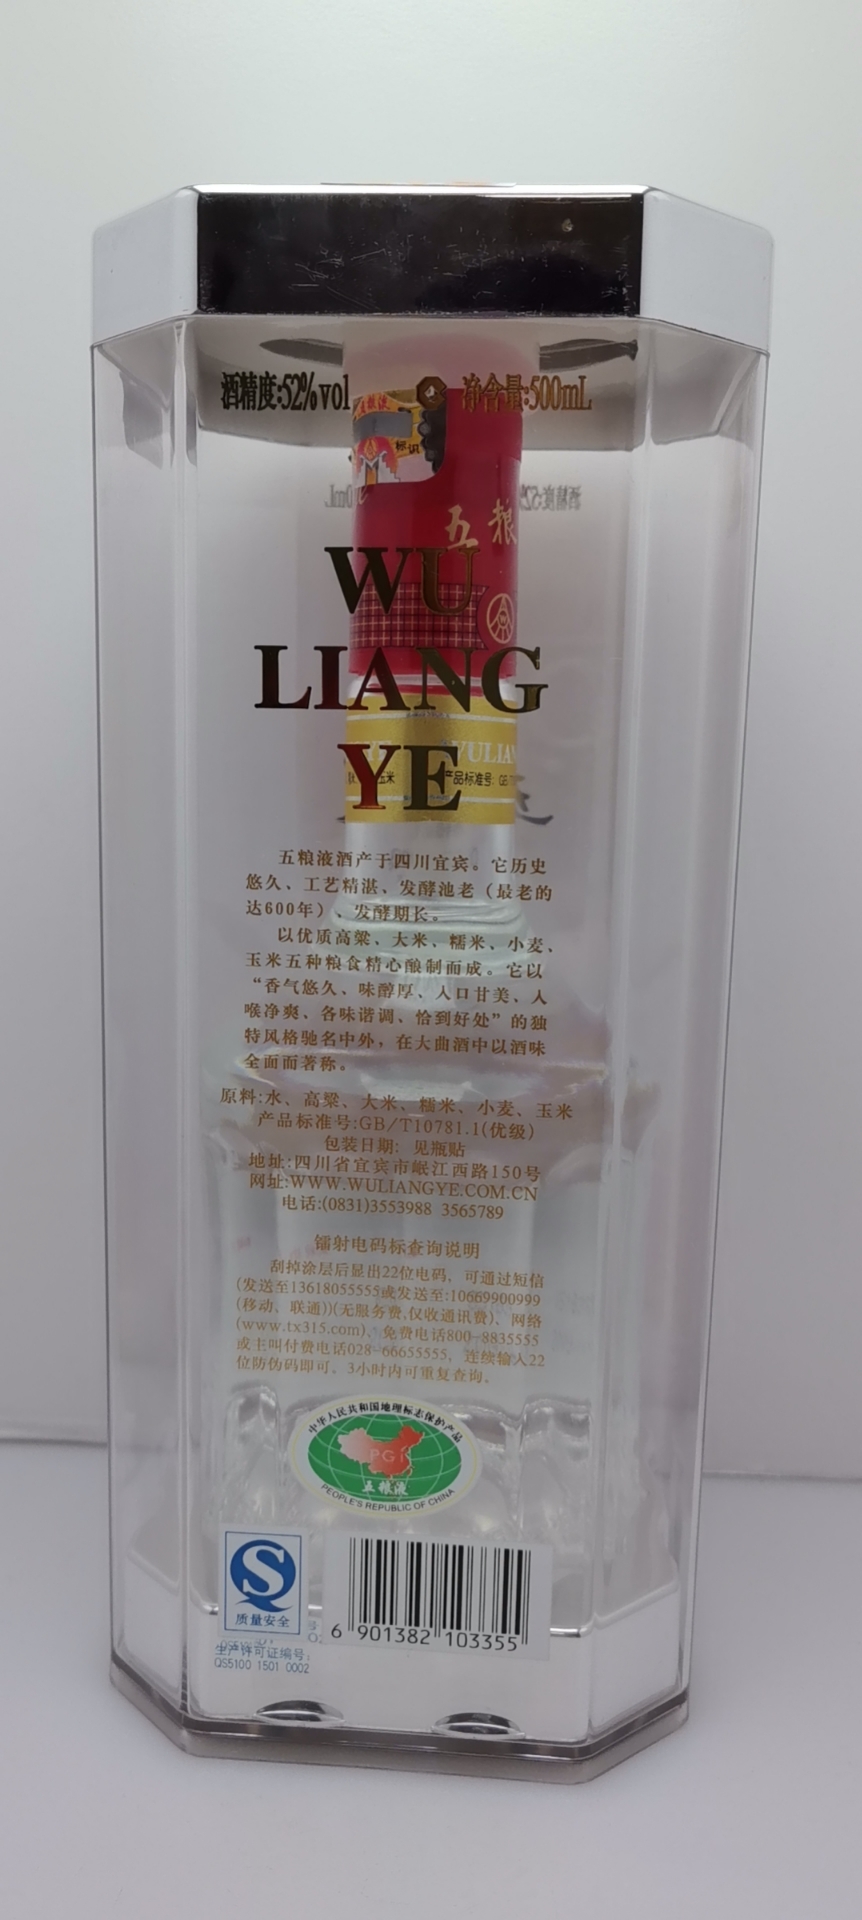 酒精度:52%vol 净含量:500mL
标识
五粮
WU
LIANG
YE
产品标准号:
五粮液酒产于四川宜宾。它历史
悠久、工艺精湛、发酵池老（最老的
达600年）、发酵期长。
以优质高粱、大米、糯米、小麦、
玉米五种粮食精心酿制而成。它以
“香气悠久、味醇厚、入口甘美、入
喉净爽、各味谐调、恰到好处”的独
特风格驰名中外，在大曲酒中以酒味
全面而著称。
原料:水、高粱、大米、糯米、小麦、玉米
产品标准号:GB/T10781.1(优级)
包装日期：见瓶贴
地址:四川省宜宾市岷江西路150号
网址:WWW.WULIANGYE.COM.CN
电话:(0831)3553988 3565789
镭射电码标查询说明
刮掉涂层后显出22位电码，可通过短信
(发送至13618055555或发送至:10669900999
(移动、联通))(无服务费,仅收通讯费)、网络
(www.tx315.com)、免费电话800-8835555
或主叫付费电话028-66655555，连续输入22
位防伪码即可。3小时内可重复查询。
中华人民共和国地理标志保护产品
PGI
五粮液
PEOPLE'S REPUBLIC OF CHINA
质量安全
生产许可证编号:
QS5100 1501 0002
6 901382 103355